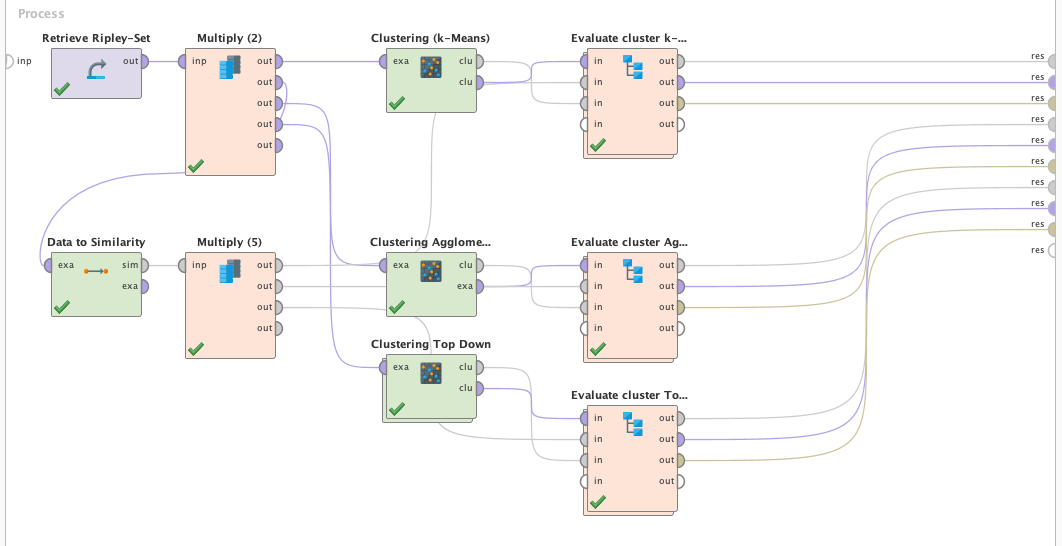 Process
Retrieve Ripley-Set
Multiply (2)
Clustering (k-Means)
Evaluate cluster k-...
inp
out
inp
out
out
out
out
out
exa
clu
clu
in
in
in
in
out
out
out
out
res
res
res
res
res
res
res
res
res
res
Data to Similarity
Multiply (5)
Clustering Agglome...
Evaluate cluster Ag...
exa
sim
exa
inp
out
out
out
out
exa
clu
exa
in
in
in
in
out
out
out
out
Clustering Top Down
exa
clu
clu
Evaluate cluster To...
in
in
in
in
out
out
out
out